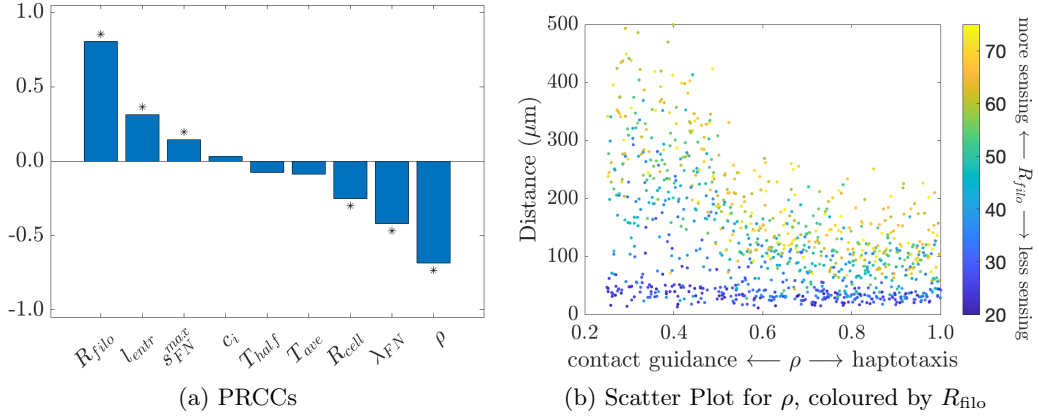 1.0
0.5
0.0
-0.5
-1.0
* * * * * *
R_filo l_entr s_FN^max c_i T_half T_ave R_cell λ_FN ρ
(a) PRCCs
Distance (μm)
500
400
300
200
100
0
0.2 0.4 0.6 0.8 1.0
contact guidance ⟵ ρ ⟶ haptotaxis
70
60
50
40
30
20
more sensing ⟵ R_filo ⟶ less sensing
(b) Scatter Plot for ρ, coloured by R_filo